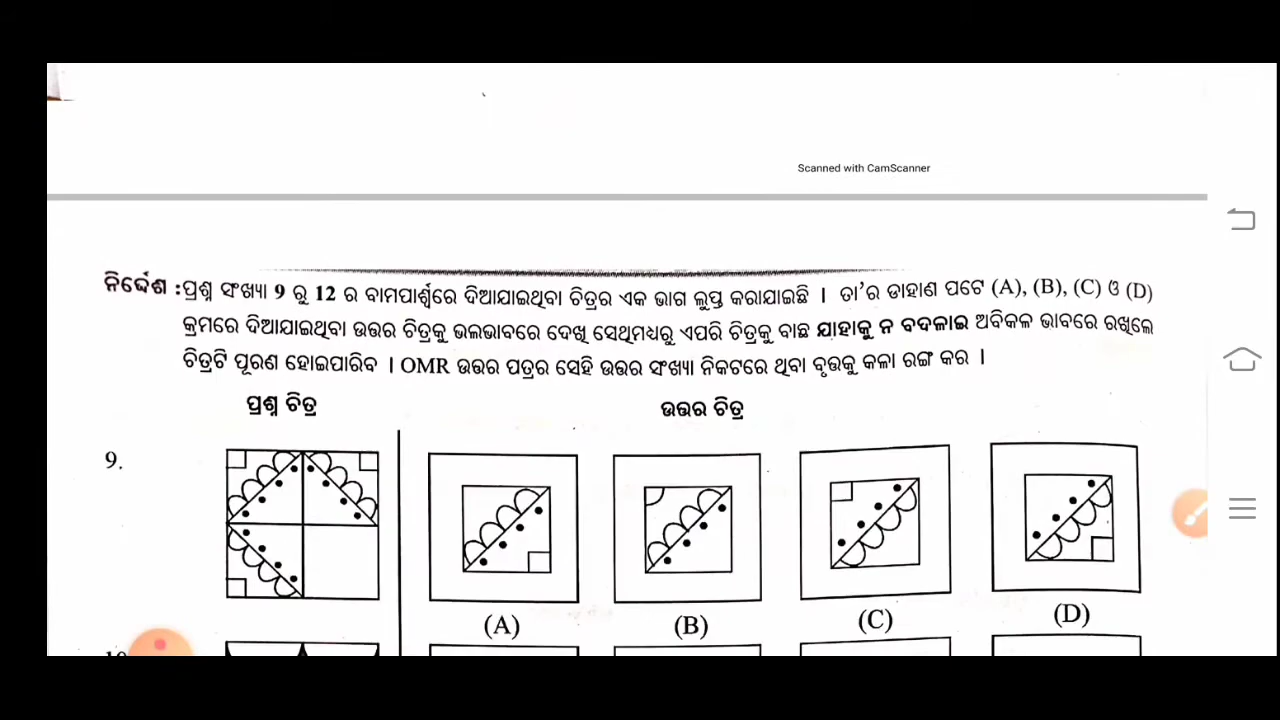 Scanned with CamScanner
ନିର୍ଦ୍ଦେଶ :ପ୍ରଶ୍ନ ସଂଖ୍ୟା 9 ରୁ 12 ର ବାମପାର୍ଶ୍ୱରେ ଦିଆଯାଇଥିବା ଚିତ୍ରର ଏକ ଭାଗ ଲୁପ୍ତ କରାଯାଇଛି । ତା'ର ଡାହାଣ ପଟେ (A), (B), (C) ଓ (D)
କ୍ରମରେ ଦିଆଯାଇଥିବା ଉତ୍ତର ଚିତ୍ରକୁ ଭଲଭାବରେ ଦେଖି ସେଥିମଧ୍ୟରୁ ଏପରି ଚିତ୍ରକୁ ବାଛ ଯାହାକୁ ନ ବଦଳାଇ ଅବିକଳ ଭାବରେ ରଖିଲେ
ଚିତ୍ରଟି ପୂରଣ ହୋଇପାରିବ । OMR ଉତ୍ତର ପତ୍ରର ସେହି ଉତ୍ତର ସଂଖ୍ୟା ନିକଟରେ ଥିବା ବୃତ୍ତକୁ କଳା ରଙ୍ଗ କର ।
ପ୍ରଶ୍ନ ଚିତ୍ର ଉତ୍ତର ଚିତ୍ର
9.
(A) (B) (C) (D)